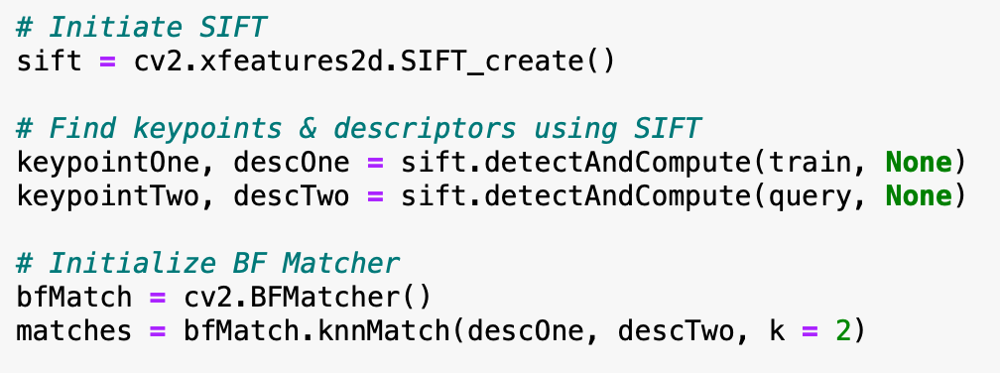 # Initiate SIFT
sift = cv2.xfeatures2d.SIFT_create()
# Find keypoints & descriptors using SIFT
keypointOne, descOne = sift.detectAndCompute(train, None)
keypointTwo, descTwo = sift.detectAndCompute(query, None)
# Initialize BF Matcher
bfMatch = cv2.BFMatcher()
matches = bfMatch.knnMatch(descOne, descTwo, k = 2)